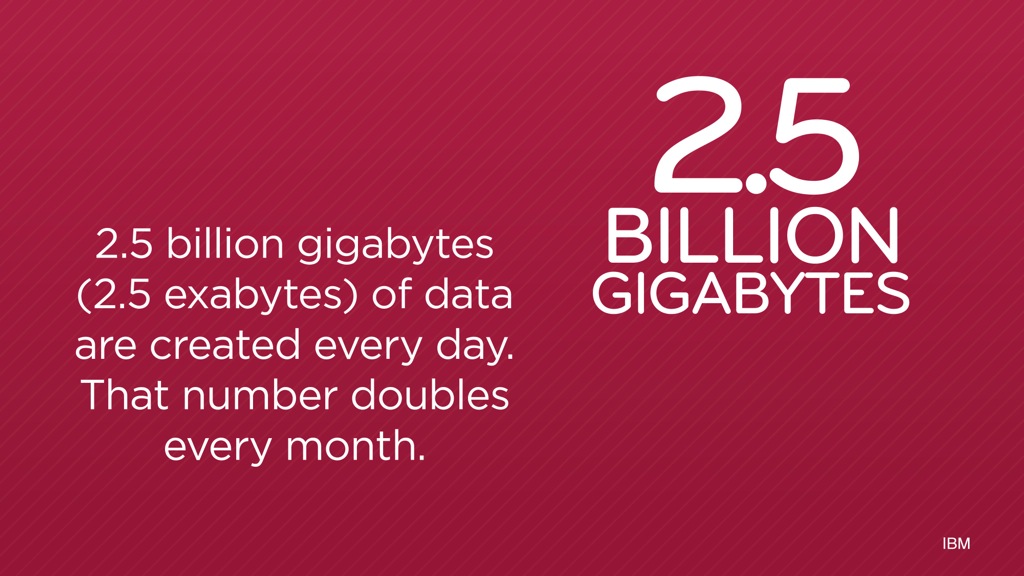 2.5 billion gigabytes
(2.5 exabytes) of data
are created every day.
That number doubles
every month.
2.5
BILLION
GIGABYTES
IBM